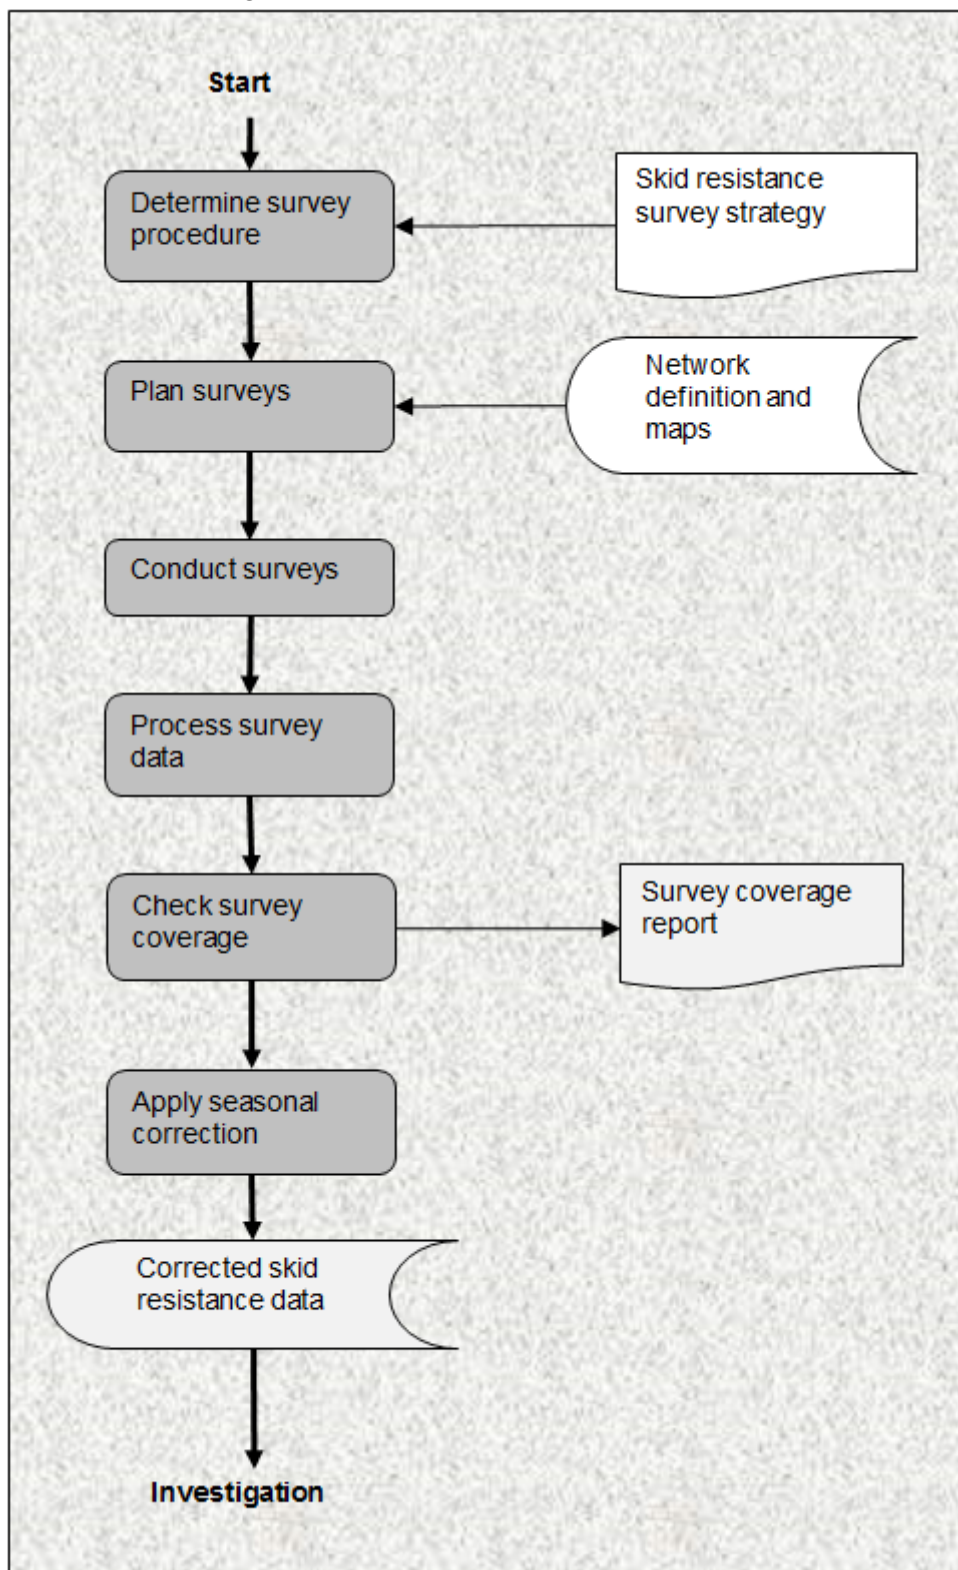 Start
Determine survey
procedure
Skid resistance
survey strategy
Plan surveys
Network
definition and
maps
Conduct surveys
Process survey
data
Check survey
coverage
Survey coverage
report
Apply seasonal
correction
Corrected skid
resistance data
Investigation